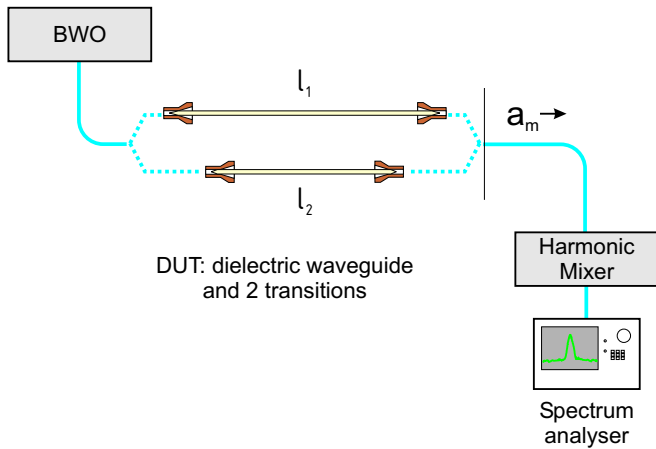 BWO
l₁
aₘ
l₂
DUT: dielectric waveguide
and 2 transitions
Harmonic
Mixer
Spectrum
analyser